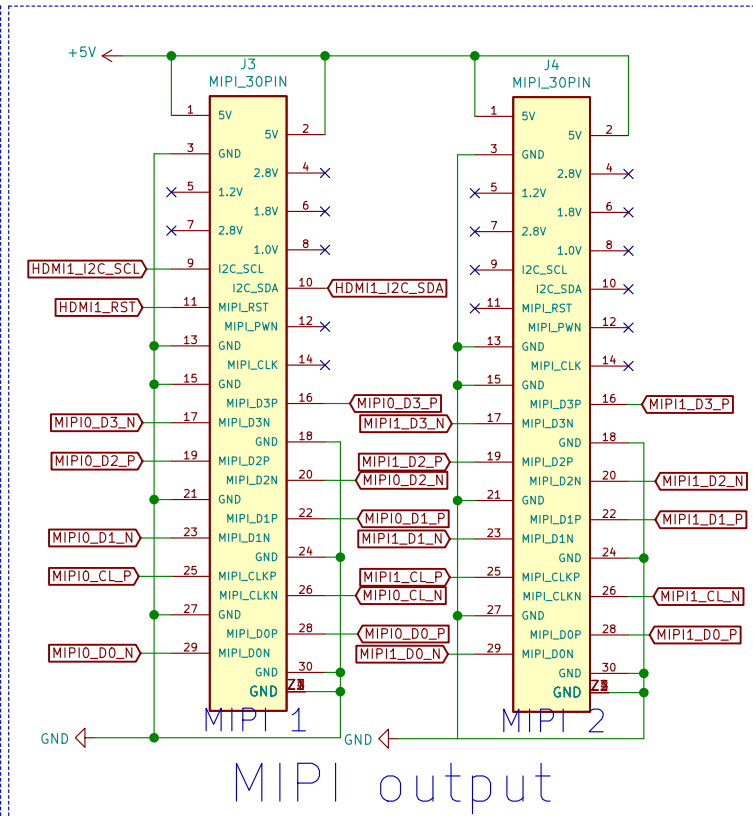 +5V
J3
MIPI_30PIN
1 5V
5V 2
3 GND
2.8V 4
5 1.2V
1.8V 6
7 2.8V
1.0V 8
HDMI1_I2C_SCL 9 I2C_SCL
I2C_SDA 10 HDMI1_I2C_SDA
HDMI1_RST 11 MIPI_RST
MIPI_PWN 12
13 GND
MIPI_CLK 14
15 GND
MIPI_D3P 16 MIPI0_D3_P
MIPI0_D3_N 17 MIPI_D3N
GND 18
MIPI0_D2_P 19 MIPI_D2P
MIPI_D2N 20 MIPI0_D2_N
21 GND
MIPI_D1P 22 MIPI0_D1_P
MIPI0_D1_N 23 MIPI_D1N
GND 24
MIPI0_CL_P 25 MIPI_CLKP
MIPI_CLKN 26 MIPI0_CL_N
27 GND
MIPI_D0P 28 MIPI0_D0_P
MIPI0_D0_N 29 MIPI_D0N
GND 30
GND
MIPI 1
GND
J4
MIPI_30PIN
1 5V
5V 2
3 GND
2.8V 4
5 1.2V
1.8V 6
7 2.8V
1.0V 8
9 I2C_SCL
I2C_SDA 10
11 MIPI_RST
MIPI_PWN 12
13 GND
MIPI_CLK 14
15 GND
MIPI_D3P 16 MIPI1_D3_P
MIPI1_D3_N 17 MIPI_D3N
GND 18
MIPI1_D2_P 19 MIPI_D2P
MIPI_D2N 20 MIPI1_D2_N
21 GND
MIPI_D1P 22 MIPI1_D1_P
MIPI1_D1_N 23 MIPI_D1N
GND 24
MIPI1_CL_P 25 MIPI_CLKP
MIPI_CLKN 26 MIPI1_CL_N
27 GND
MIPI_D0P 28 MIPI1_D0_P
MIPI1_D0_N 29 MIPI_D0N
GND 30
GND
MIPI 2
GND
MIPI output